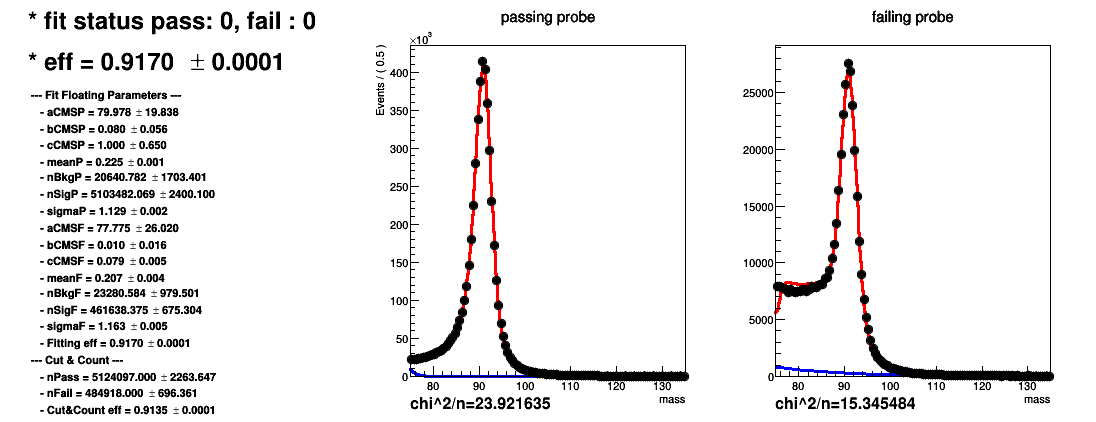 * fit status pass: 0, fail : 0
* eff = 0.9170 ± 0.0001
--- Fit Floating Parameters ---
- aCMSP = 79.978 ± 19.838
- bCMSP = 0.080 ± 0.056
- cCMSP = 1.000 ± 0.650
- meanP = 0.225 ± 0.001
- nBkgP = 20640.782 ± 1703.401
- nSigP = 5103482.069 ± 2400.100
- sigmaP = 1.129 ± 0.002
- aCMSF = 77.775 ± 26.020
- bCMSF = 0.010 ± 0.016
- cCMSF = 0.079 ± 0.005
- meanF = 0.207 ± 0.004
- nBkgF = 23280.584 ± 979.501
- nSigF = 461638.375 ± 675.304
- sigmaF = 1.163 ± 0.005
- Fitting eff = 0.9170 ± 0.0001
--- Cut & Count ---
- nPass = 5124097.000 ± 2263.647
- nFail = 484918.000 ± 696.361
- Cut&Count eff = 0.9135 ± 0.0001
passing probe
×10³
Events / ( 0.5 )
400
350
300
250
200
150
100
50
0
80 90 100 110 120 130
mass
chi^2/n=23.921635
failing probe
25000
20000
15000
10000
5000
0
80 90 100 110 120 130
mass
chi^2/n=15.345484